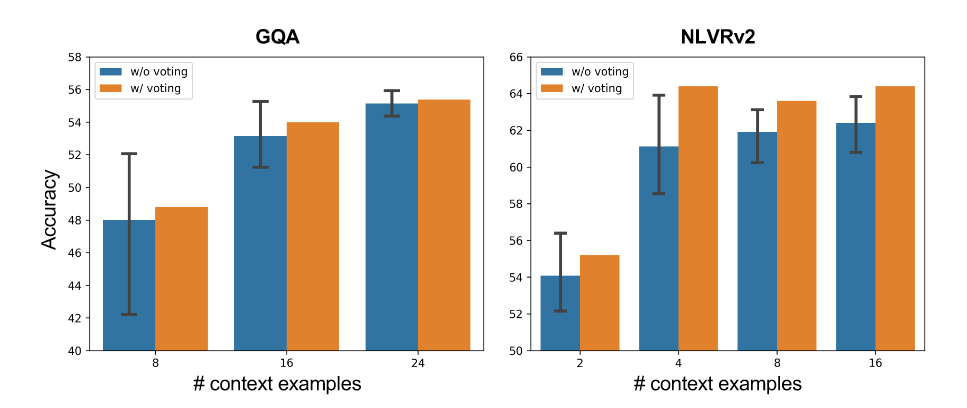 GQA
58
56
54
52
50
48
46
44
42
40
Accuracy
w/o voting
w/ voting
8
16
24
# context examples
NLVRv2
66
64
62
60
58
56
54
52
50
w/o voting
w/ voting
2
4
8
16
# context examples